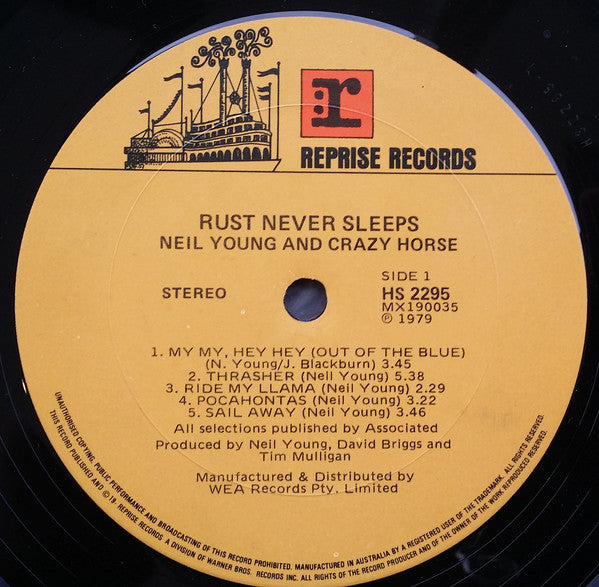 r
REPRISE RECORDS
RUST NEVER SLEEPS
NEIL YOUNG AND CRAZY HORSE
SIDE 1
STEREO
HS 2295
MX190035
℗ 1979
1. MY MY, HEY HEY (OUT OF THE BLUE)
(N. Young/J. Blackburn) 3.45
2. THRASHER (Neil Young) 5.38
3. RIDE MY LLAMA (Neil Young) 2.29
4. POCAHONTAS (Neil Young) 3.22
5. SAIL AWAY (Neil Young) 3.46
All selections published by Associated
Produced by Neil Young, David Briggs and
Tim Mulligan
Manufactured & Distributed by
WEA Records Pty. Limited
UNAUTHORISED COPYING, PUBLIC PERFORMANCE AND BROADCASTING OF THIS RECORD PROHIBITED. MANUFACTURED IN AUSTRALIA BY A REGISTERED USER OF THE TRADEMARK. ALL RIGHTS RESERVED.
THIS RECORD PUBLISHED AND © 19- REPRISE RECORDS. A DIVISION OF WARNER BROS. RECORDS INC. ALL RIGHTS OF THE RECORD PRODUCER AND OF THE OWNER OF THE WORK REPRODUCED RESERVED.